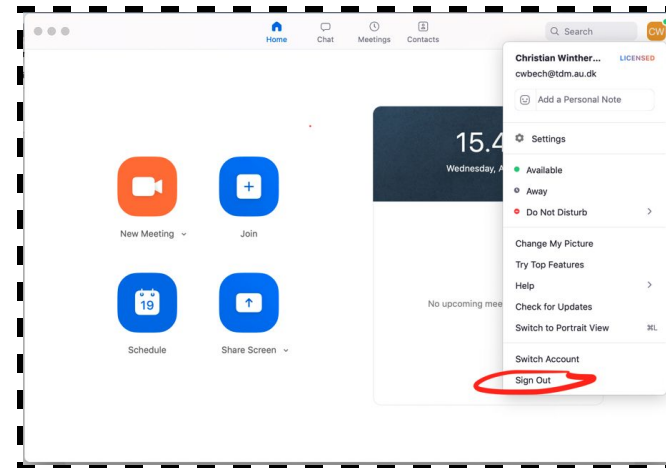 Home
Chat
Meetings
Contacts
Search
CW
Christian Winther...
LICENSED
cwbech@tdm.au.dk
Add a Personal Note
Settings
Available
Away
Do Not Disturb
Change My Picture
Try Top Features
Help
Check for Updates
Switch to Portrait View ⌘L
Switch Account
Sign Out
15.4
Wednesday, A
No upcoming mee
New Meeting
Join
19
Schedule
Share Screen